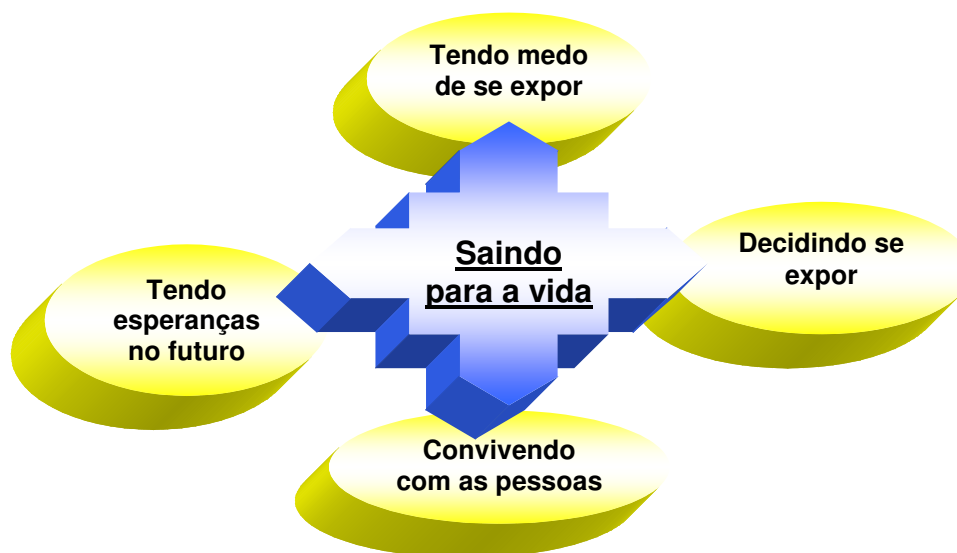 Tendo medo
de se expor
Decidindo se
expor
Saindo
para a vida
Tendo
esperanças
no futuro
Convivendo
com as pessoas